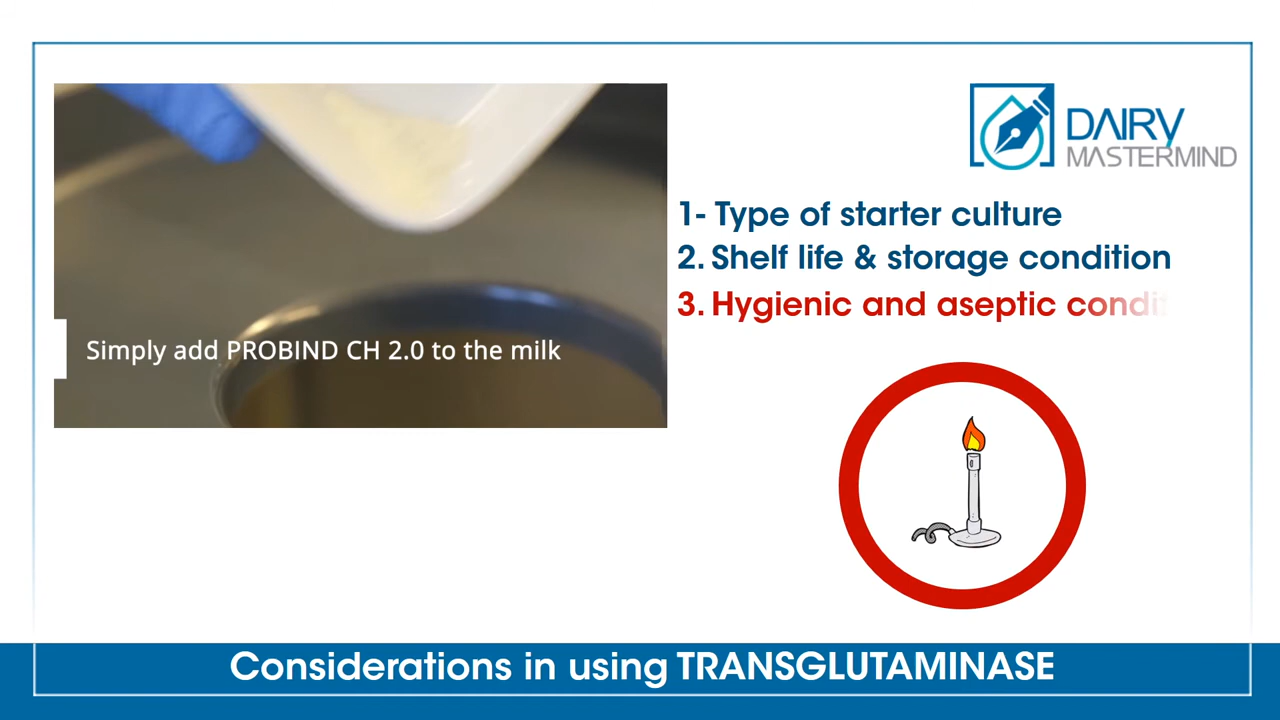 DAIRY
MASTERMIND
1- Type of starter culture
2. Shelf life & storage condition
3. Hygienic and aseptic condi
Simply add PROBIND CH 2.0 to the milk
Considerations in using TRANSGLUTAMINASE